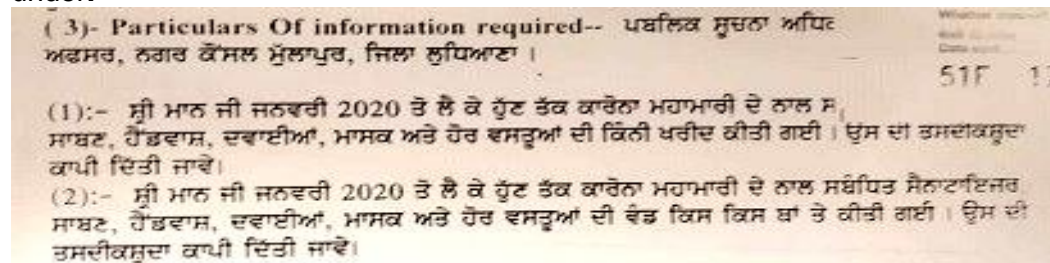 ( 3)- Particulars Of information required-- ਪਬਲਿਕ ਸੂਚਨਾ
ਅਫਸਰ, ਨਗਰ ਕੌਂਸਲ ਮੁੱਲਾਪੁਰ, ਜਿਲਾ ਲੁਧਿਆਣਾ ।
51F
(1):- ਸ਼੍ਰੀ ਮਾਨ ਜੀ ਜਨਵਰੀ 2020 ਤੋ ਲੈ ਕੇ ਹੁੱਣ ਤੱਕ ਕਾਰੋਨਾ ਮਹਾਮਾਰੀ ਦੇ ਨਾਲ
ਸਾਬਣ, ਹੈਂਡਵਾਸ਼, ਦਵਾਈਆਂ, ਮਾਸਕ ਅਤੇ ਹੋਰ ਵਸਤੂਆਂ ਦੀ ਕਿੰਨੀ ਖਰੀਦ ਕੀਤੀ ਗਈ । ਉਸ ਦੀ ਤਸਦੀਕਸ਼ੁਦਾ
ਕਾਪੀ ਦਿੱਤੀ ਜਾਵੇ।
(2):- ਸ਼੍ਰੀ ਮਾਨ ਜੀ ਜਨਵਰੀ 2020 ਤੋ ਲੈ ਕੇ ਹੁੱਣ ਤੱਕ ਕਾਰੋਨਾ ਮਹਾਮਾਰੀ ਦੇ ਨਾਲ ਸਬੰਧਿਤ ਸੈਨਾਟਾਇਜਰ
ਸਾਬਣ, ਹੈਂਡਵਾਸ਼, ਦਵਾਈਆਂ, ਮਾਸਕ ਅਤੇ ਹੋਰ ਵਸਤੂਆਂ ਦੀ ਵੰਡ ਕਿਸ ਕਿਸ ਥਾਂ ਤੇ ਕੀਤੀ ਗਈ । ਉਸ ਦੀ
ਤਸਦੀਕਸ਼ੁਦਾ ਕਾਪੀ ਦਿੱਤੀ ਜਾਵੇ।